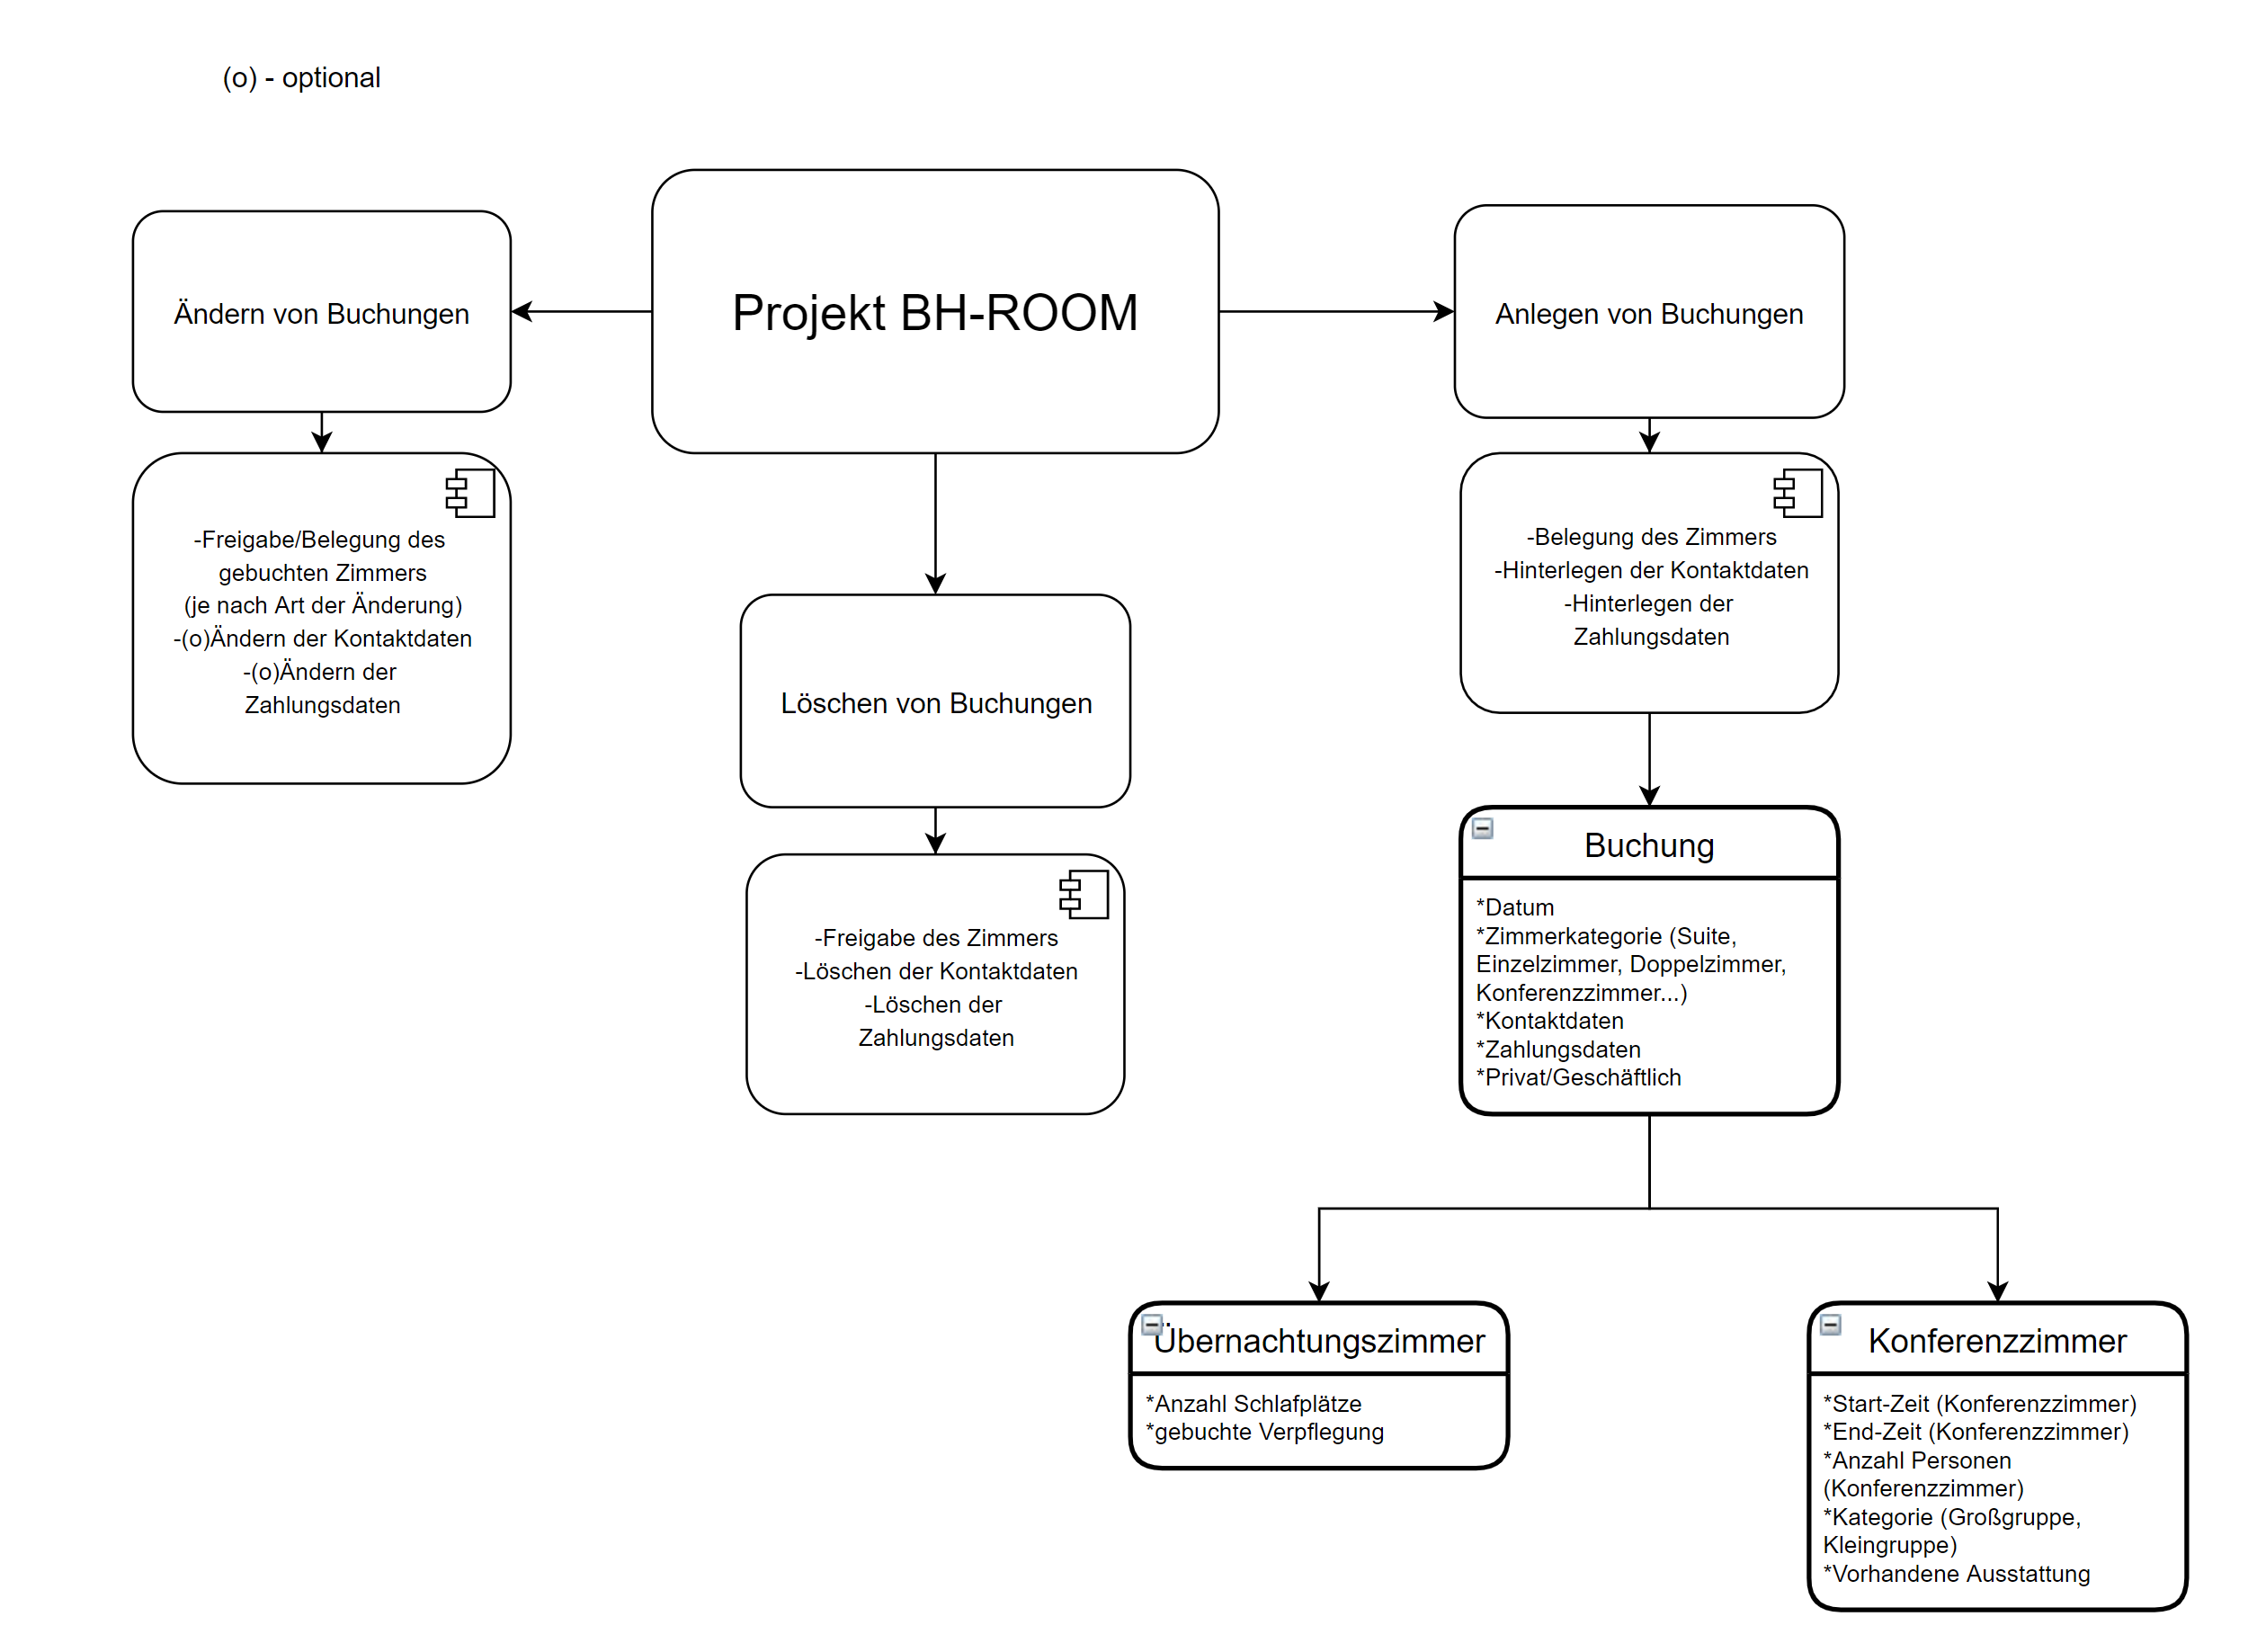 (o) - optional
Projekt BH-ROOM
Ändern von Buchungen
-Freigabe/Belegung des
gebuchten Zimmers
(je nach Art der Änderung)
-(o)Ändern der Kontaktdaten
-(o)Ändern der
Zahlungsdaten
Löschen von Buchungen
-Freigabe des Zimmers
-Löschen der Kontaktdaten
-Löschen der
Zahlungsdaten
Anlegen von Buchungen
-Belegung des Zimmers
-Hinterlegen der Kontaktdaten
-Hinterlegen der
Zahlungsdaten
Buchung
*Datum
*Zimmerkategorie (Suite,
Einzelzimmer, Doppelzimmer,
Konferenzzimmer...)
*Kontaktdaten
*Zahlungsdaten
*Privat/Geschäftlich
Übernachtungszimmer
*Anzahl Schlafplätze
*gebuchte Verpflegung
Konferenzzimmer
*Start-Zeit (Konferenzzimmer)
*End-Zeit (Konferenzzimmer)
*Anzahl Personen
(Konferenzzimmer)
*Kategorie (Großgruppe,
Kleingruppe)
*Vorhandene Ausstattung